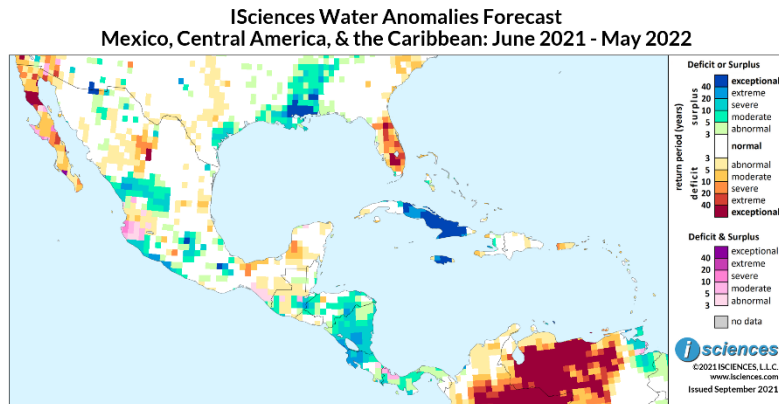 ISciences Water Anomalies Forecast
Mexico, Central America, & the Caribbean: June 2021 - May 2022
Deficit or Surplus
return period (years)
surplus
deficit
40
20
10
5
3
3
5
10
20
40
exceptional
extreme
severe
moderate
abnormal
normal
abnormal
moderate
severe
extreme
exceptional
Deficit & Surplus
40
20
10
5
3
exceptional
extreme
severe
moderate
abnormal
no data
i sciences
©2021 ISCIENCES, L.L.C.
www.isciences.com
Issued September 2021